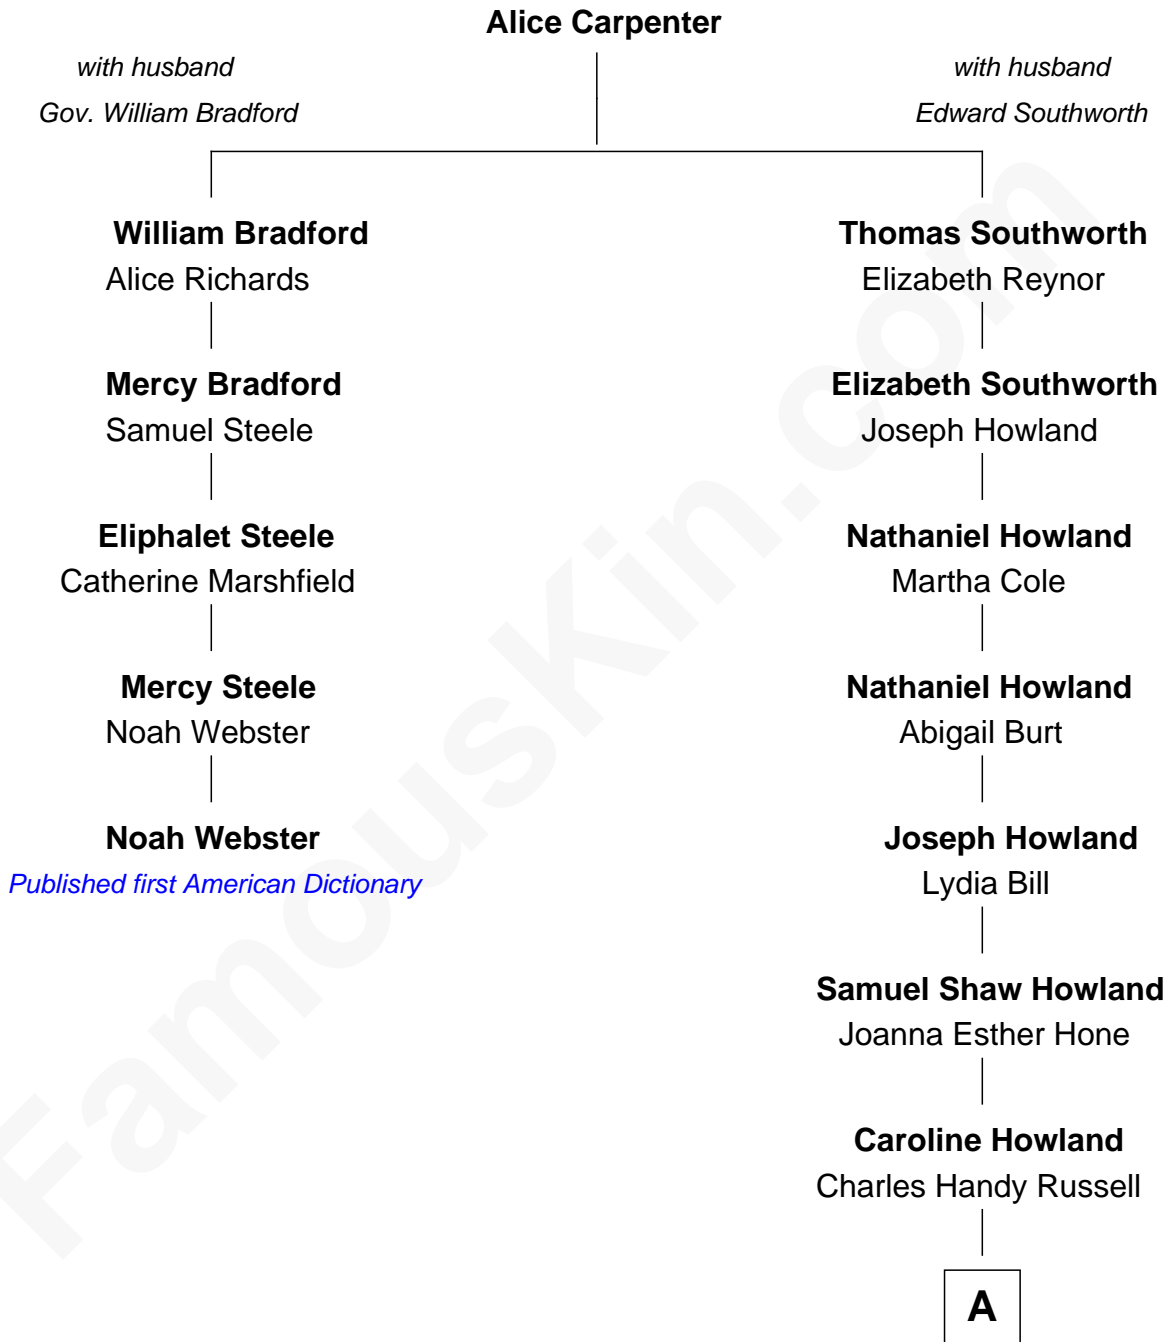 Alice Carpenter
with husband
Gov. William Bradford
with husband
Edward Southworth
William Bradford
Alice Richards
Mercy Bradford
Samuel Steele
Eliphalet Steele
Catherine Marshfield
Mercy Steele
Noah Webster
Noah Webster
Published first American Dictionary
Thomas Southworth
Elizabeth Reynor
Elizabeth Southworth
Joseph Howland
Nathaniel Howland
Martha Cole
Nathaniel Howland
Abigail Burt
Joseph Howland
Lydia Bill
Samuel Shaw Howland
Joanna Esther Hone
Caroline Howland
Charles Handy Russell
A
FamousKin.com